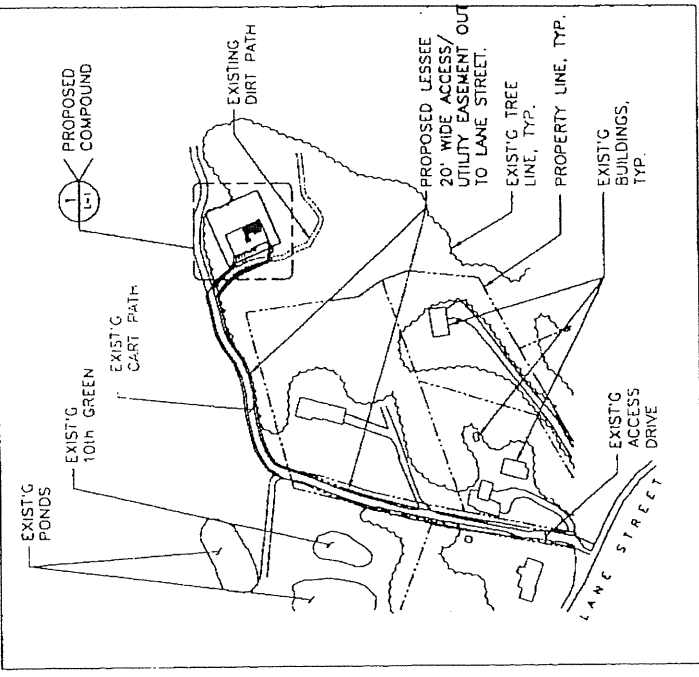 EXIST'G
PONDS
EXIST'G
10th GREEN
EXIST'G
CART PATH
1
L-1
PROPOSED
COMPOUND
EXISTING
DIRT PATH
PROPOSED LESSEE
20' WIDE ACCESS/
UTILITY EASEMENT OUT
TO LANE STREET.
EXIST'G TREE
LINE, TYP.
PROPERTY LINE, TYP.
EXIST'G
BUILDINGS,
TYP.
EXIST'G
ACCESS
DRIVE
LANE STREET